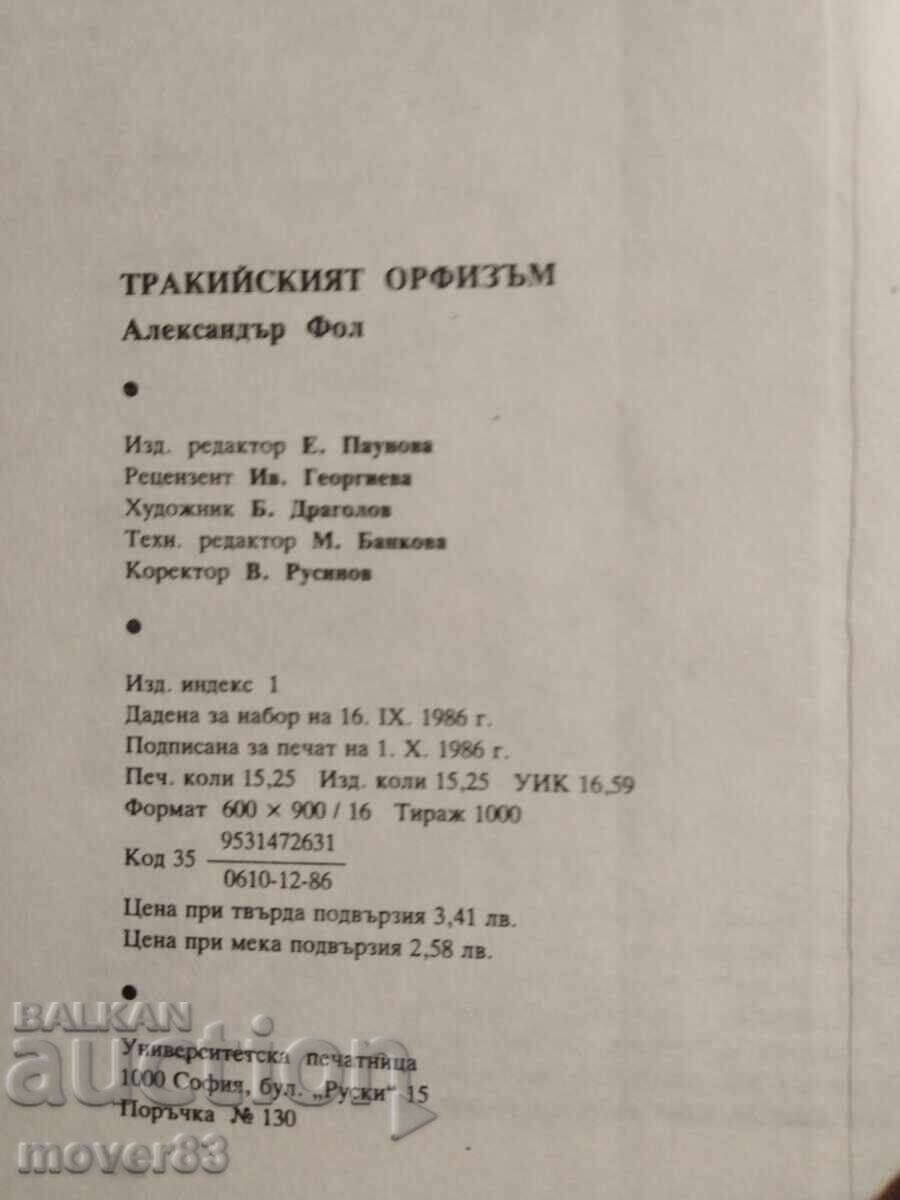 ТРАКИЙСКИЯТ ОРФИЗЪМ
Александър Фол
•
Изд. редактор Е. Паунова
Рецензент Ив. Георгиева
Художник Б. Драголов
Техн. редактор М. Банкова
Коректор В. Русинов
•
Изд. индекс 1
Дадена за набор на 16. IX. 1986 г.
Подписана за печат на 1. X. 1986 г.
Печ. коли 15,25 Изд. коли 15,25 УИК 16,59
Формат 600 × 900 / 16 Тираж 1000
Код 35 9531472631
0610-12-86
Цена при твърда подвързия 3,41 лв.
Цена при мека подвързия 2,58 лв.
•
Университетска печатница
1000 София, бул. „Руски“ 15
Поръчка № 130
BALKAN
auction
mover83